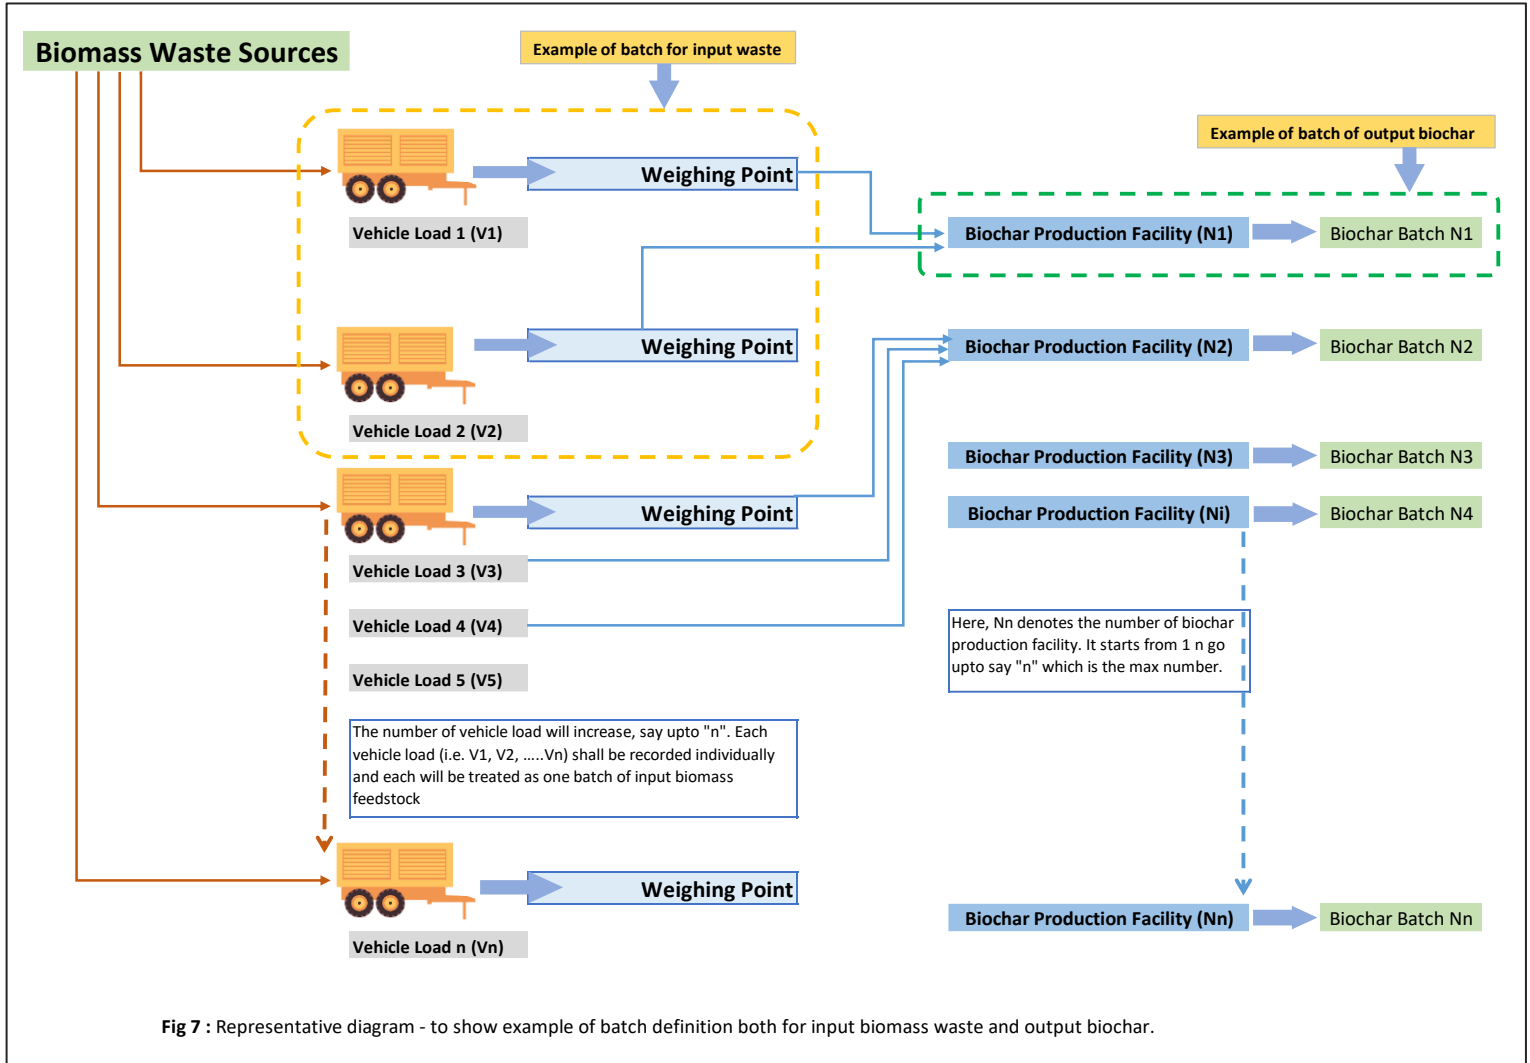 Biomass Waste Sources
Example of batch for input waste
Example of batch of output biochar
Weighing Point
Vehicle Load 1 (V1)
Biochar Production Facility (N1)
Biochar Batch N1
Weighing Point
Vehicle Load 2 (V2)
Biochar Production Facility (N2)
Biochar Batch N2
Biochar Production Facility (N3)
Biochar Batch N3
Weighing Point
Biochar Production Facility (Ni)
Biochar Batch N4
Vehicle Load 3 (V3)
Vehicle Load 4 (V4)
Vehicle Load 5 (V5)
Here, Nn denotes the number of biochar
production facility. It starts from 1 n go
upto say "n" which is the max number.
The number of vehicle load will increase, say upto "n". Each
vehicle load (i.e. V1, V2, .....Vn) shall be recorded individually
and each will be treated as one batch of input biomass
feedstock
Weighing Point
Vehicle Load n (Vn)
Biochar Production Facility (Nn)
Biochar Batch Nn
Fig 7 : Representative diagram - to show example of batch definition both for input biomass waste and output biochar.